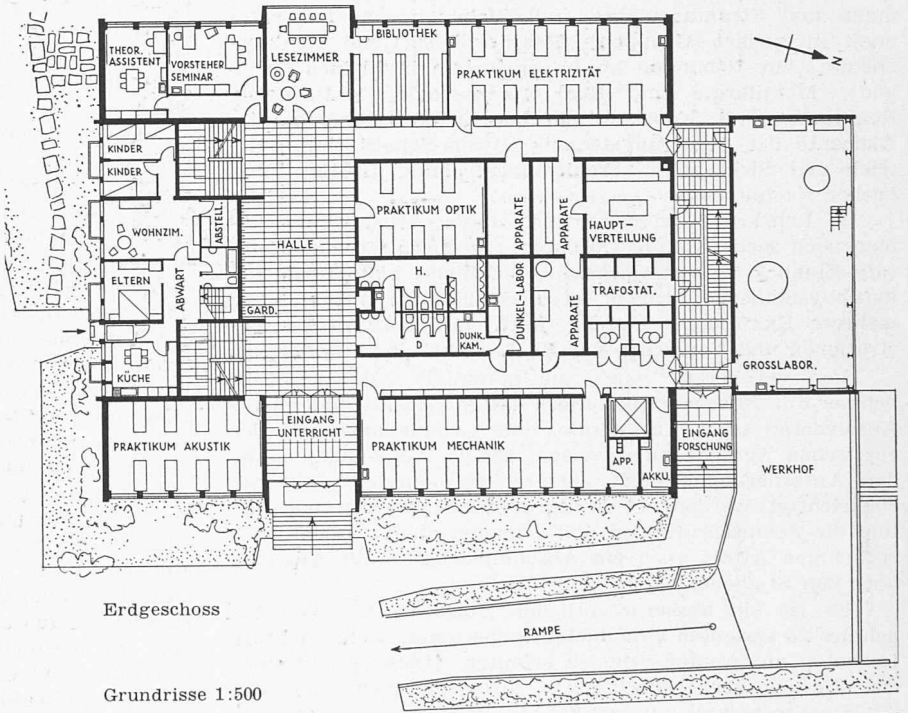 THEOR.
ASSISTENT
VORSTEHER
SEMINAR
LESEZIMMER
BIBLIOTHEK
PRAKTIKUM ELEKTRIZITÄT
N
KINDER
KINDER
WOHNZIM.
ABSTELL.
ELTERN
ABWART
KÜCHE
HALLE
GARD.
PRAKTIKUM OPTIK
APPARATE
APPARATE
HAUPT-
VERTEILUNG
H.
D
DUNK.
KAM.
DUNKEL-LABOR
APPARATE
TRAFOSTAT.
GROSSLABOR.
PRAKTIKUM AKUSTIK
EINGANG
UNTERRICHT
PRAKTIKUM MECHANIK
APP.
AKKU.
EINGANG
FORSCHUNG
WERKHOF
RAMPE
Erdgeschoss
Grundrisse 1:500